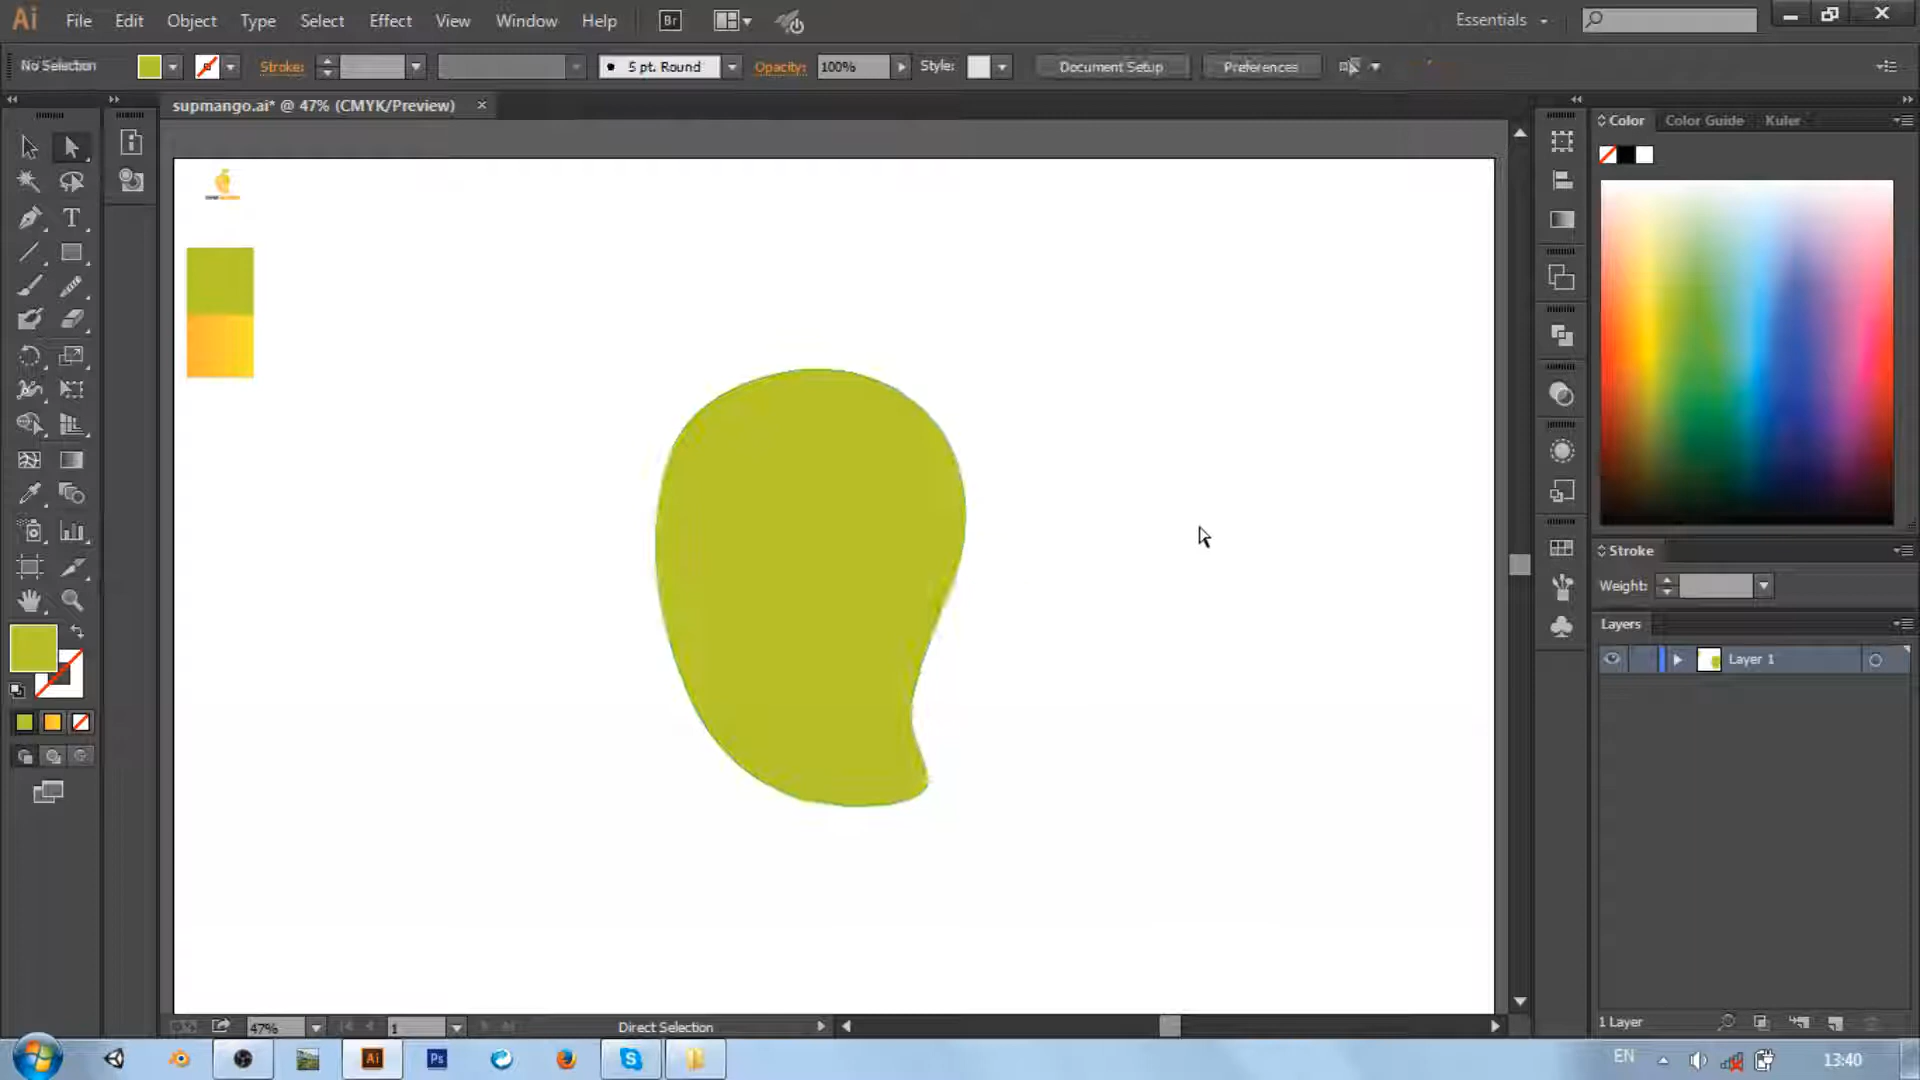 Ai File Edit Object Type Select Effect View Window Help Br Essentials
No Selection Stroke: 5 pt. Round Opacity: 100% Style: Document Setup Preferences
supmango.ai* @ 47% (CMYK/Preview)
Color Color Guide Kuler
T
Stroke
Weight:
Layers
Layer 1
1 Layer
47% 1 Direct Selection
Ai Ps EN 13:40